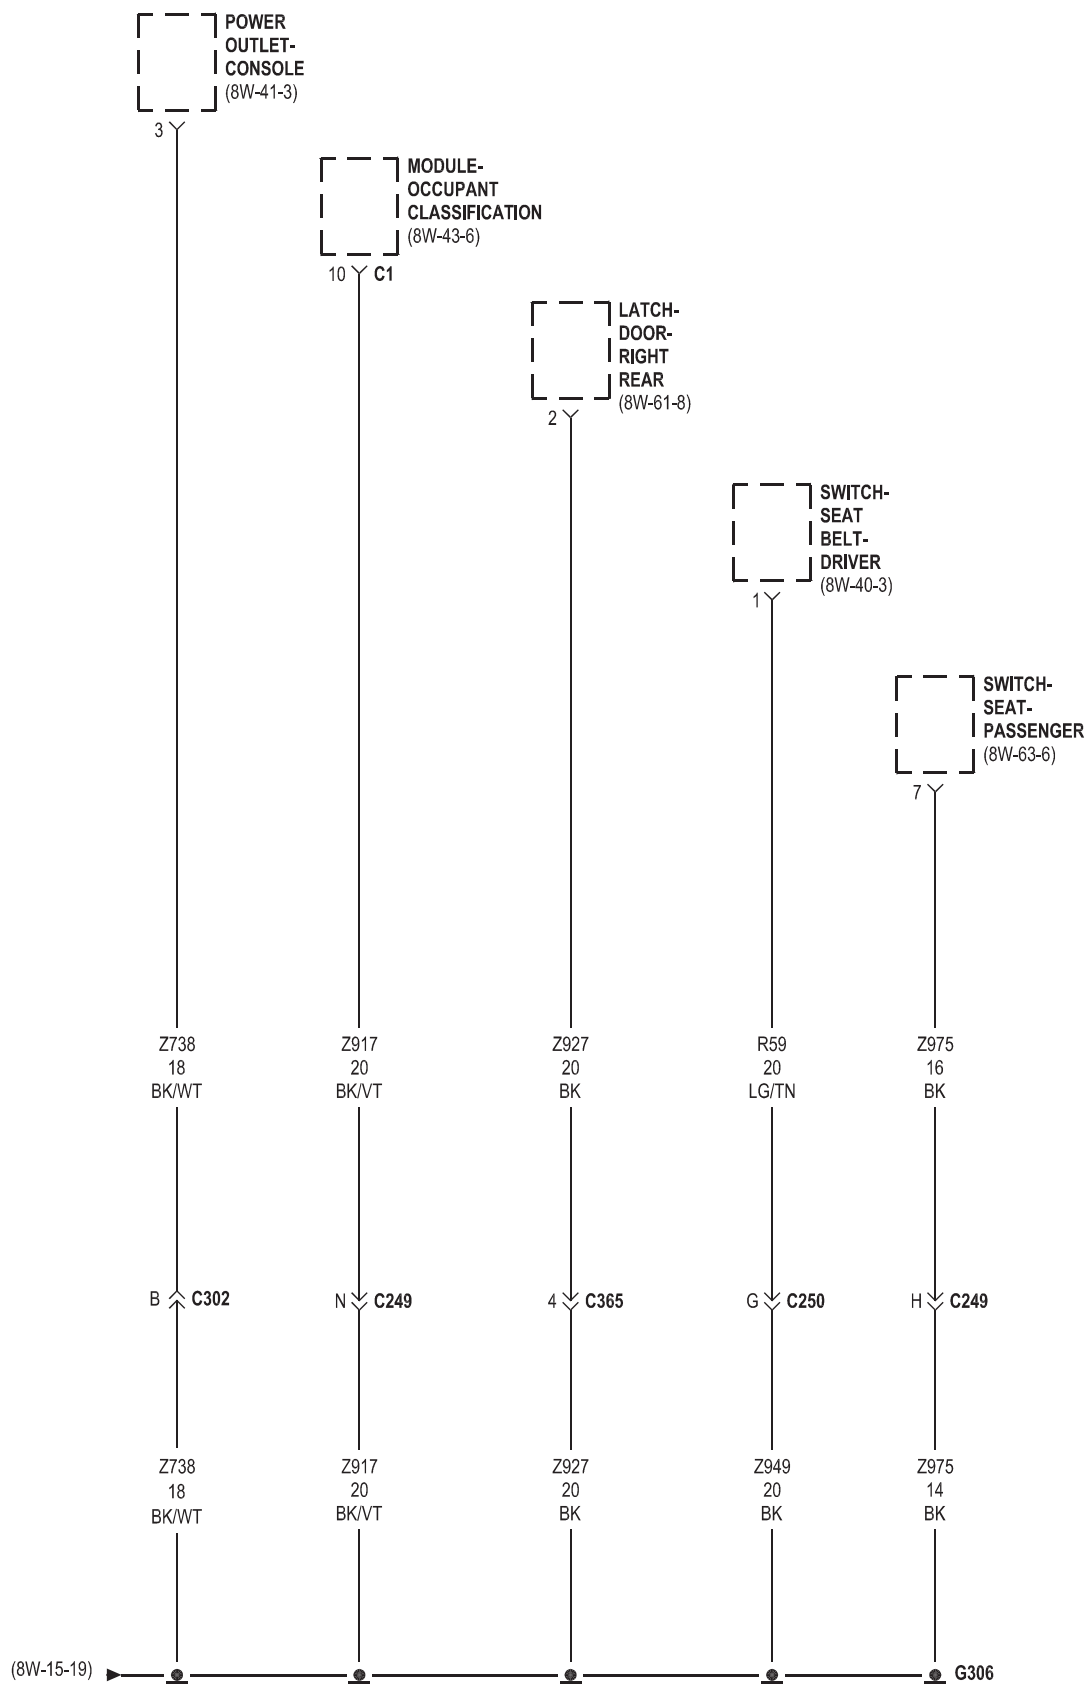 POWER
OUTLET-
CONSOLE
(8W-41-3)
3
MODULE-
OCCUPANT
CLASSIFICATION
(8W-43-6)
10 C1
LATCH-
DOOR-
RIGHT
REAR
(8W-61-8)
2
SWITCH-
SEAT
BELT-
DRIVER
(8W-40-3)
1
SWITCH-
SEAT-
PASSENGER
(8W-63-6)
7
Z738 Z917 Z927 R59 Z975
18 20 20 20 16
BK/WT BK/VT BK LG/TN BK
B C302 N C249 4 C365 G C250 H C249
Z738 Z917 Z927 Z949 Z975
18 20 20 20 14
BK/WT BK/VT BK BK BK
(8W-15-19) G306